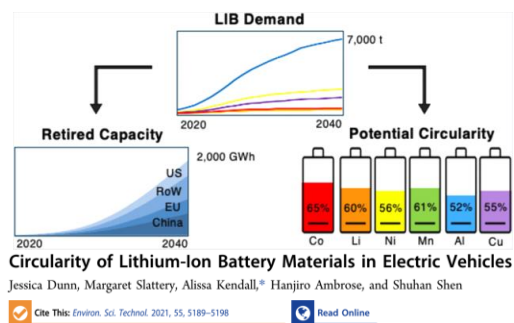 LIB Demand
7,000 t
2020
2040
Retired Capacity
2,000 GWh
US
RoW
EU
China
2020
2040
Potential Circularity
65%
60%
56%
61%
52%
55%
Co
Li
Ni
Mn
Al
Cu
Circularity of Lithium-Ion Battery Materials in Electric Vehicles
Jessica Dunn, Margaret Slattery, Alissa Kendall,* Hanjiro Ambrose, and Shuhan Shen
Cite This: Environ. Sci. Technol. 2021, 55, 5189–5198
Read Online